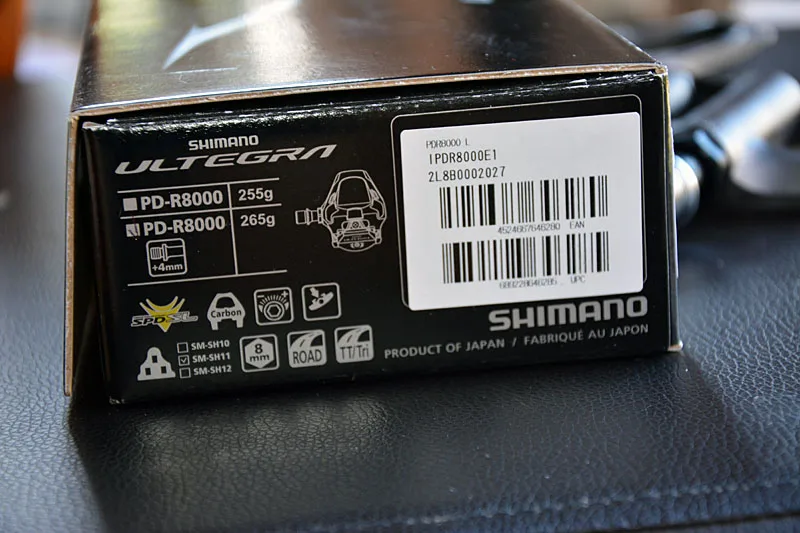 SHIMANO
ULTEGRA
PD-R8000 255g
PD-R8000 265g
+4mm
SPD-SL
Carbon
SM-SH10
SM-SH11
SM-SH12
8 mm
ROAD
TT/Tri
PDR8000 L
IPDR8000E1
2L8B0002027
4524667646280 EAN
UPC
SHIMANO
PRODUCT OF JAPAN / FABRIQUÉ AU JAPON